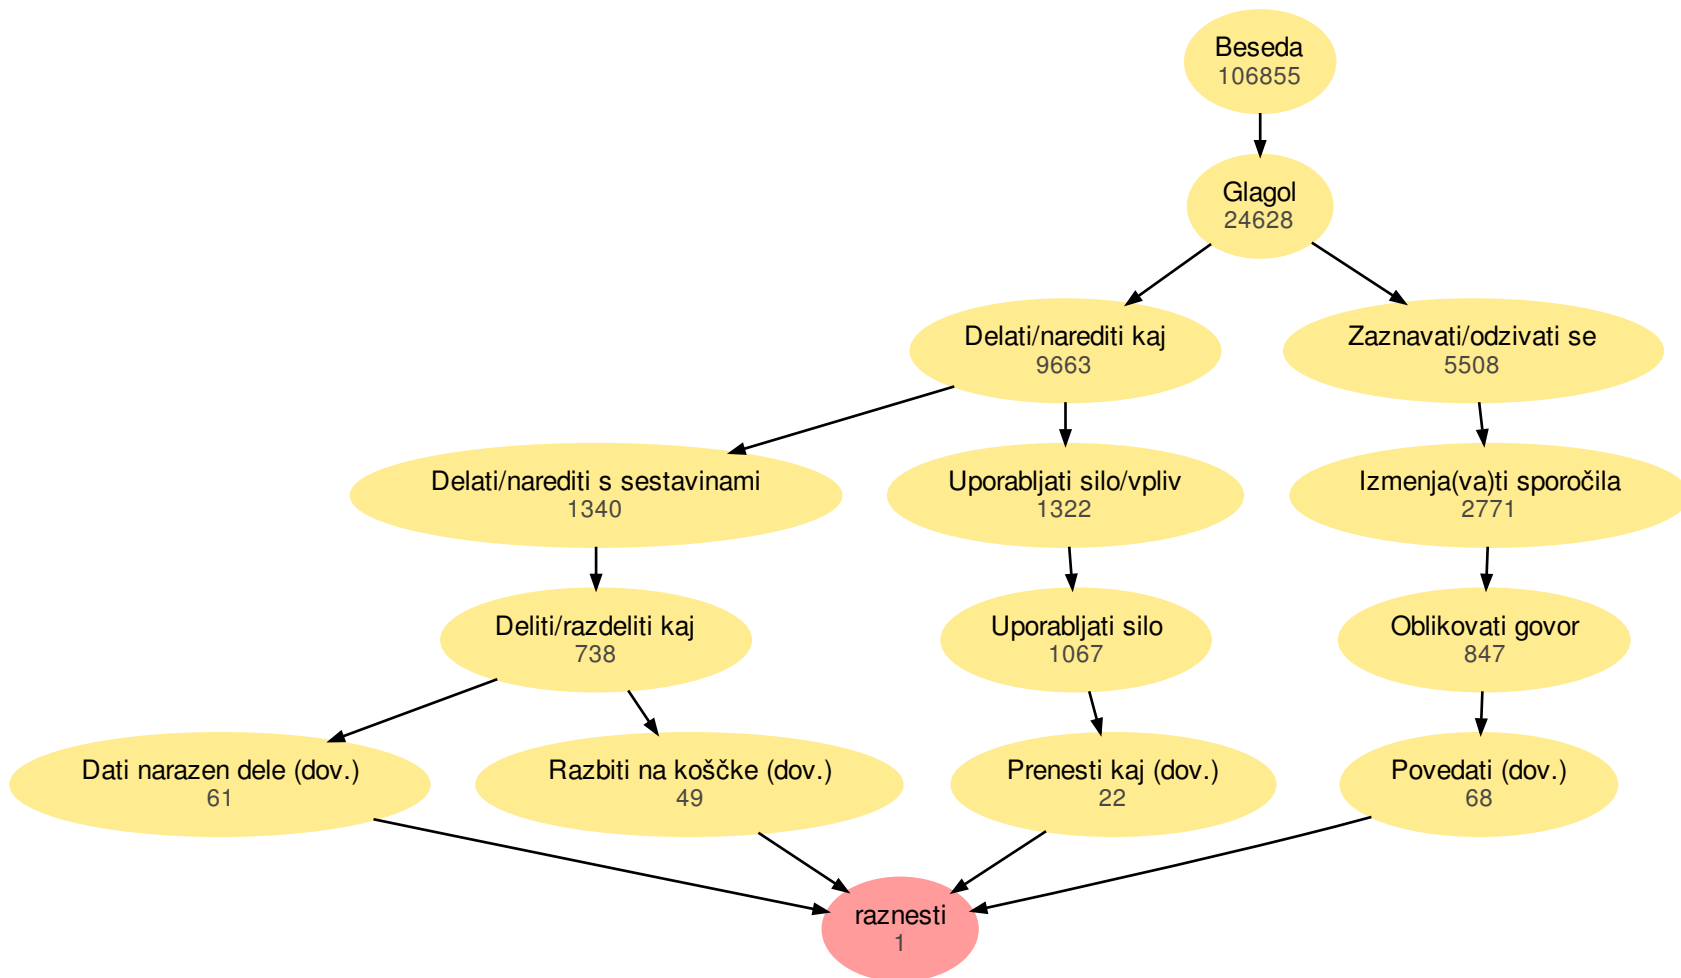 Beseda
106855
Glagol
24628
Delati/narediti kaj
9663
Zaznavati/odzivati se
5508
Delati/narediti s sestavinami
1340
Uporabljati silo/vpliv
1322
Izmenja(va)ti sporočila
2771
Deliti/razdeliti kaj
738
Uporabljati silo
1067
Oblikovati govor
847
Dati narazen dele (dov.)
61
Razbiti na koščke (dov.)
49
Prenesti kaj (dov.)
22
Povedati (dov.)
68
raznesti
1